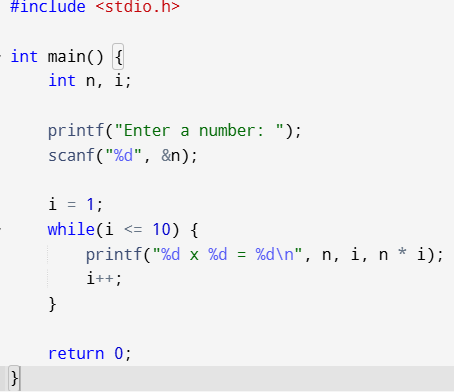 #include <stdio.h>
int main() {
    int n, i;
    printf("Enter a number: ");
    scanf("%d", &n);
    i = 1;
    while(i <= 10) {
        printf("%d x %d = %d\n", n, i, n * i);
        i++;
    }
    return 0;
}